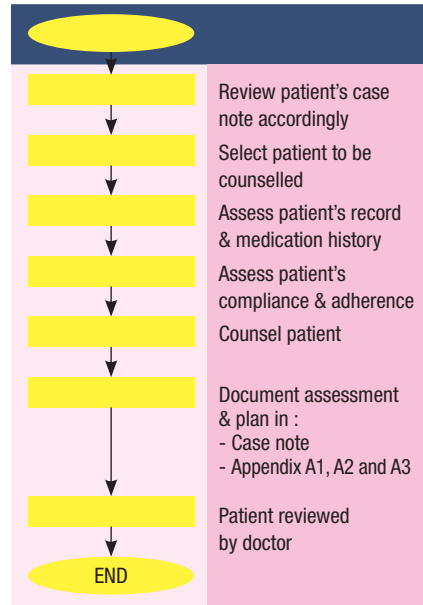 Review patient's case
note accordingly
Select patient to be
counselled
Assess patient's record
& medication history
Assess patient's
compliance & adherence
Counsel patient
Document assessment
& plan in :
- Case note
- Appendix A1, A2 and A3
Patient reviewed
by doctor
END